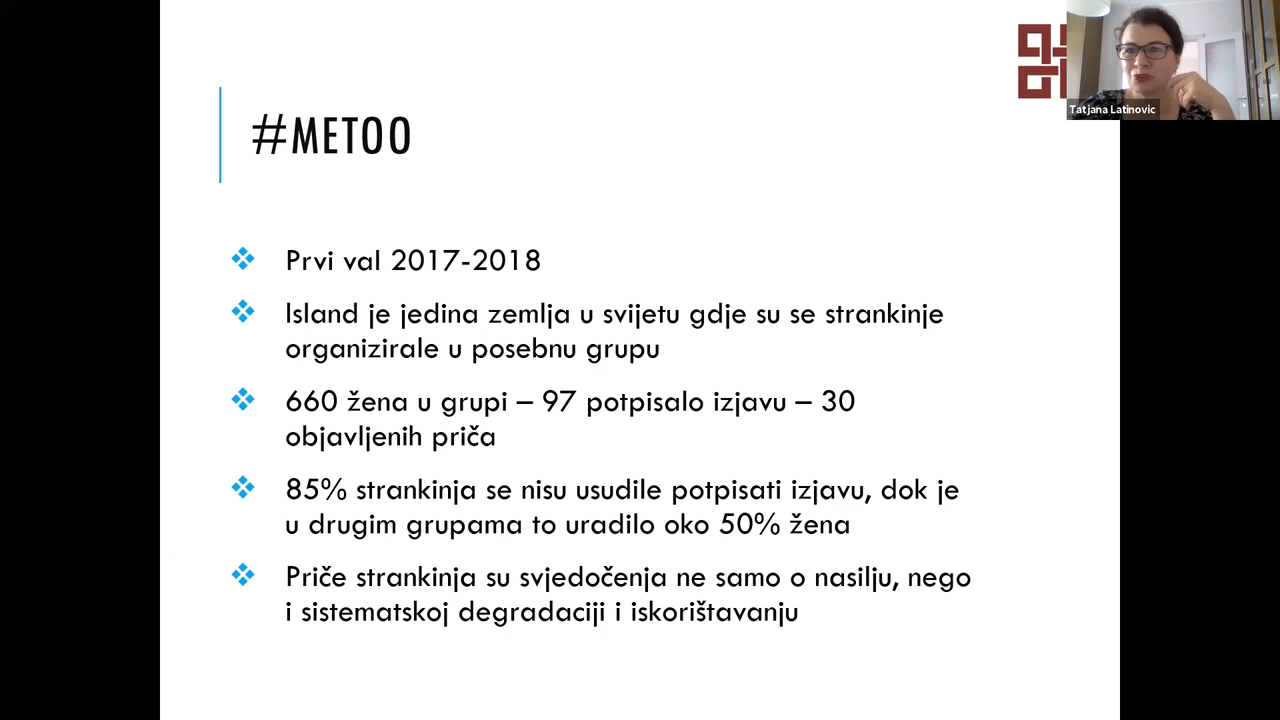 #METOO
Tatjana Latinovic
Prvi val 2017-2018
Island je jedina zemlja u svijetu gdje su se strankinje
organizirale u posebnu grupu
660 žena u grupi – 97 potpisalo izjavu – 30
objavljenih priča
85% strankinja se nisu usudile potpisati izjavu, dok je
u drugim grupama to uradilo oko 50% žena
Priče strankinja su svjedočenja ne samo o nasilju, nego
i sistematskoj degradaciji i iskorištavanju